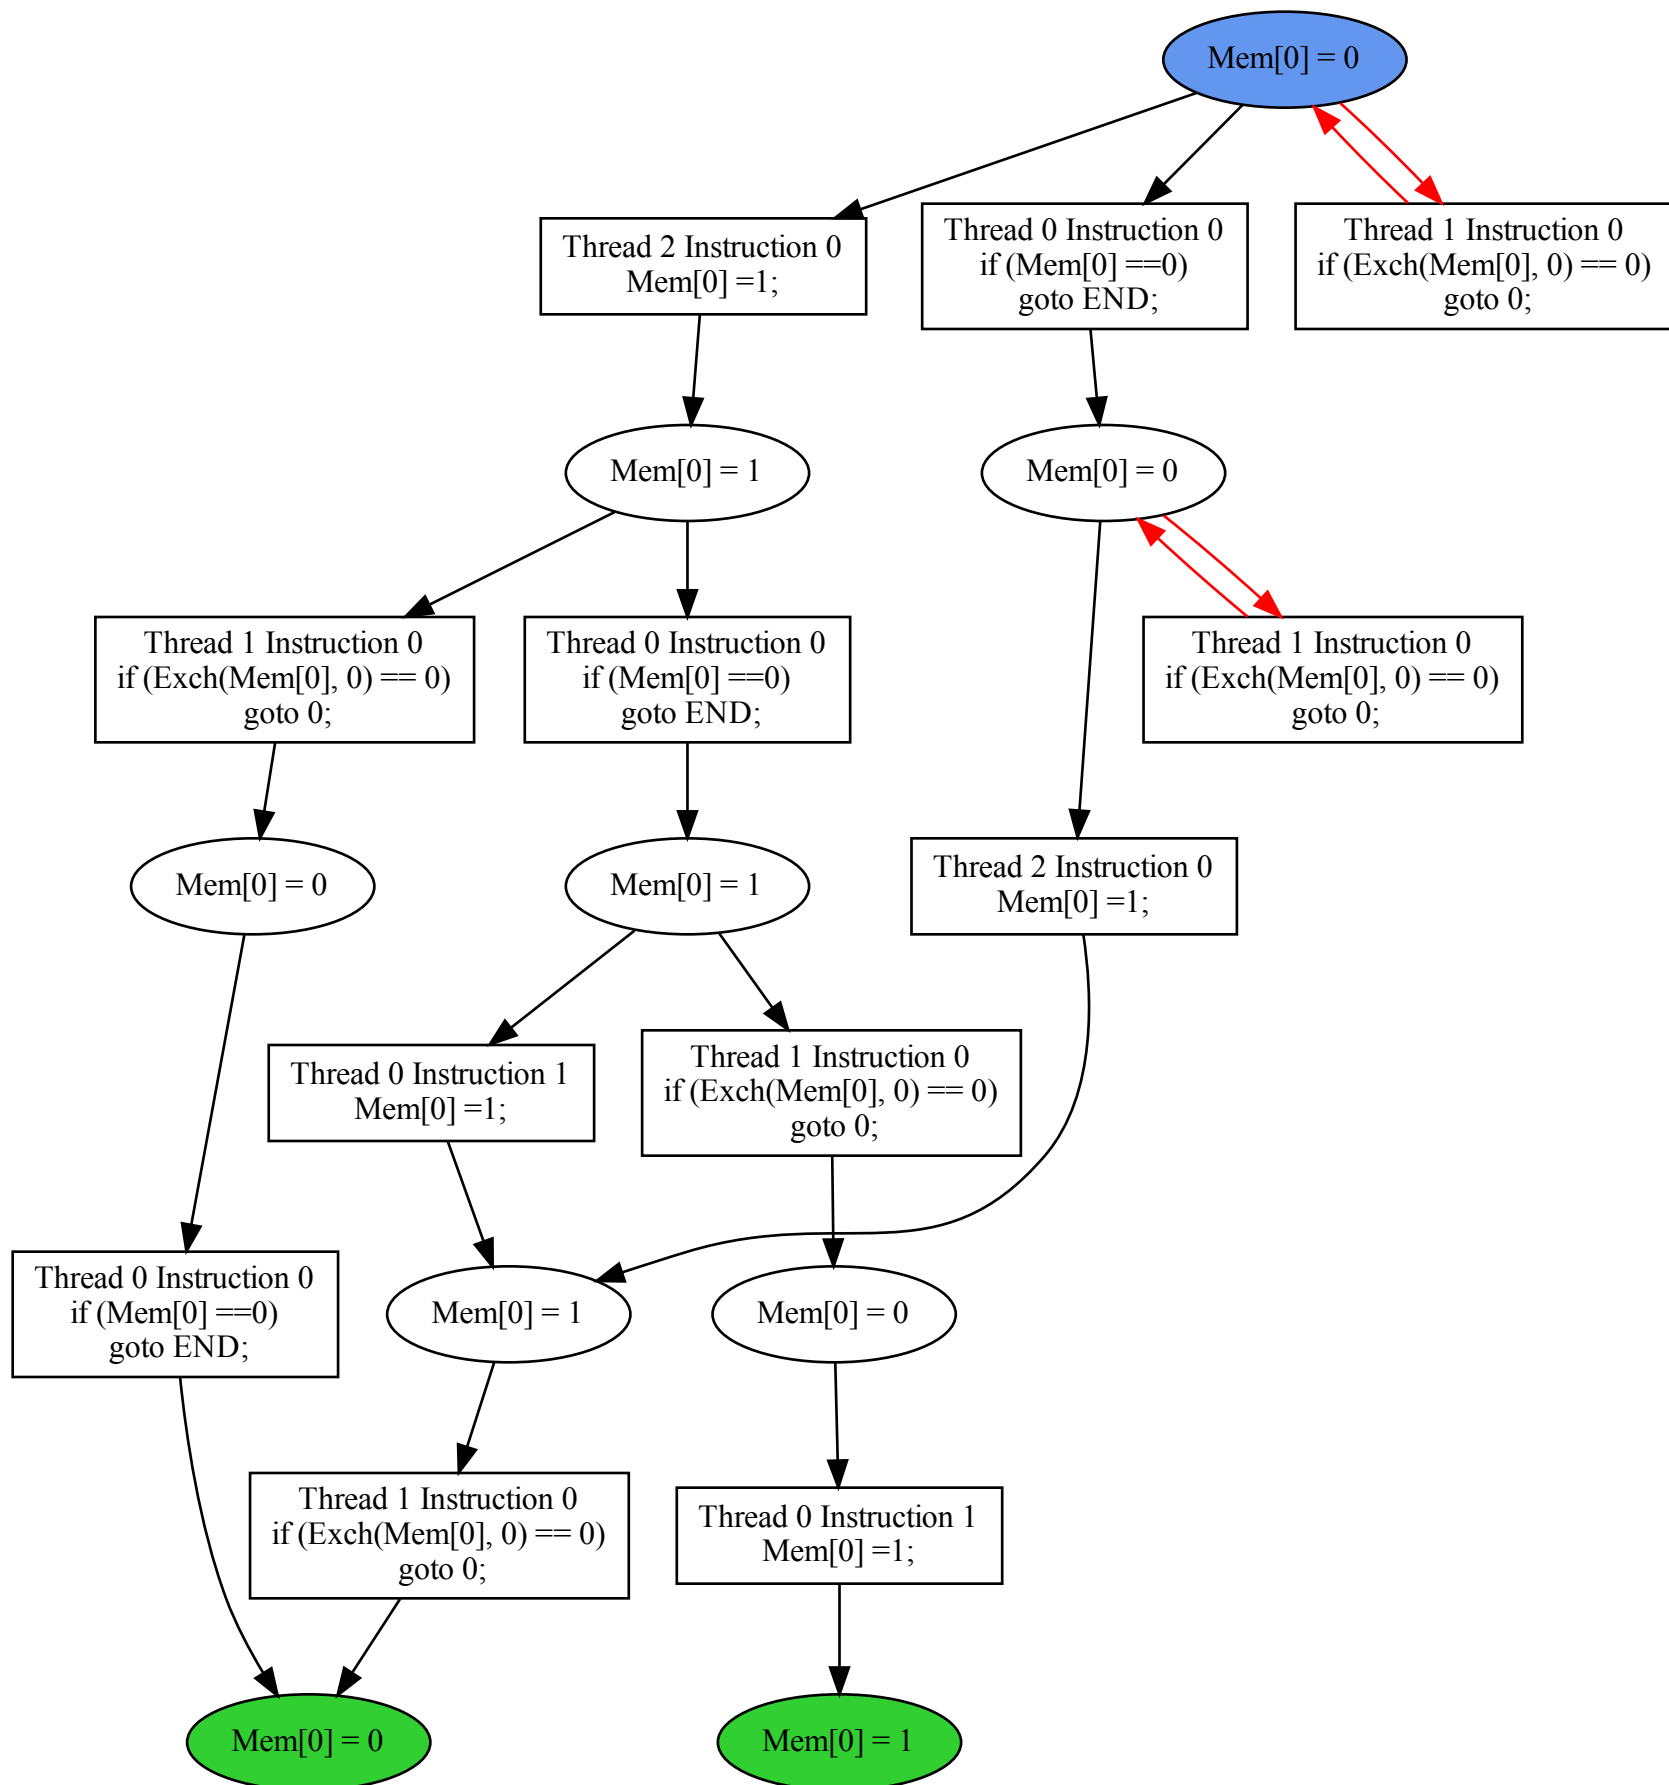 Mem[0] = 0
Thread 2 Instruction 0
Mem[0] =1;
Thread 0 Instruction 0
if (Mem[0] ==0)
goto END;
Thread 1 Instruction 0
if (Exch(Mem[0], 0) == 0)
goto 0;
Mem[0] = 1
Mem[0] = 0
Thread 1 Instruction 0
if (Exch(Mem[0], 0) == 0)
goto 0;
Thread 0 Instruction 0
if (Mem[0] ==0)
goto END;
Thread 1 Instruction 0
if (Exch(Mem[0], 0) == 0)
goto 0;
Mem[0] = 0
Mem[0] = 1
Thread 2 Instruction 0
Mem[0] =1;
Thread 0 Instruction 1
Mem[0] =1;
Thread 1 Instruction 0
if (Exch(Mem[0], 0) == 0)
goto 0;
Thread 0 Instruction 0
if (Mem[0] ==0)
goto END;
Mem[0] = 1
Mem[0] = 0
Thread 1 Instruction 0
if (Exch(Mem[0], 0) == 0)
goto 0;
Thread 0 Instruction 1
Mem[0] =1;
Mem[0] = 0
Mem[0] = 1